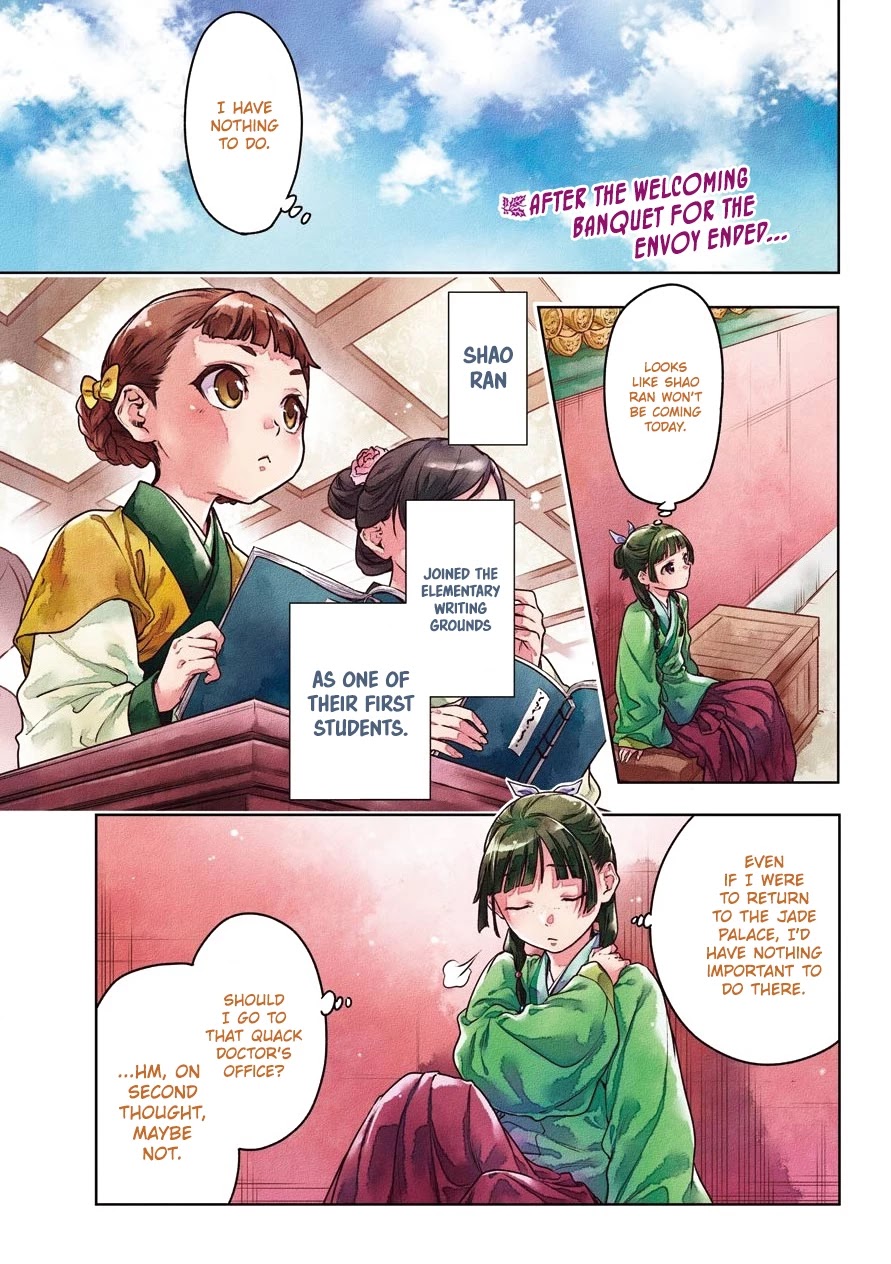 I HAVE
NOTHING
TO DO.
AFTER THE WELCOMING
BANQUET FOR THE
ENVOY ENDED...
LOOKS
LIKE SHAO
RAN WON'T
BE COMING
TODAY.
SHAO
RAN
JOINED THE
ELEMENTARY
WRITING
GROUNDS
AS ONE OF
THEIR FIRST
STUDENTS.
EVEN
IF I WERE
TO RETURN
TO THE JADE
PALACE, I'D
HAVE NOTHING
IMPORTANT TO
DO THERE.
SHOULD
I GO TO
THAT QUACK
DOCTOR'S
OFFICE?
...HM, ON
SECOND
THOUGHT,
MAYBE
NOT.